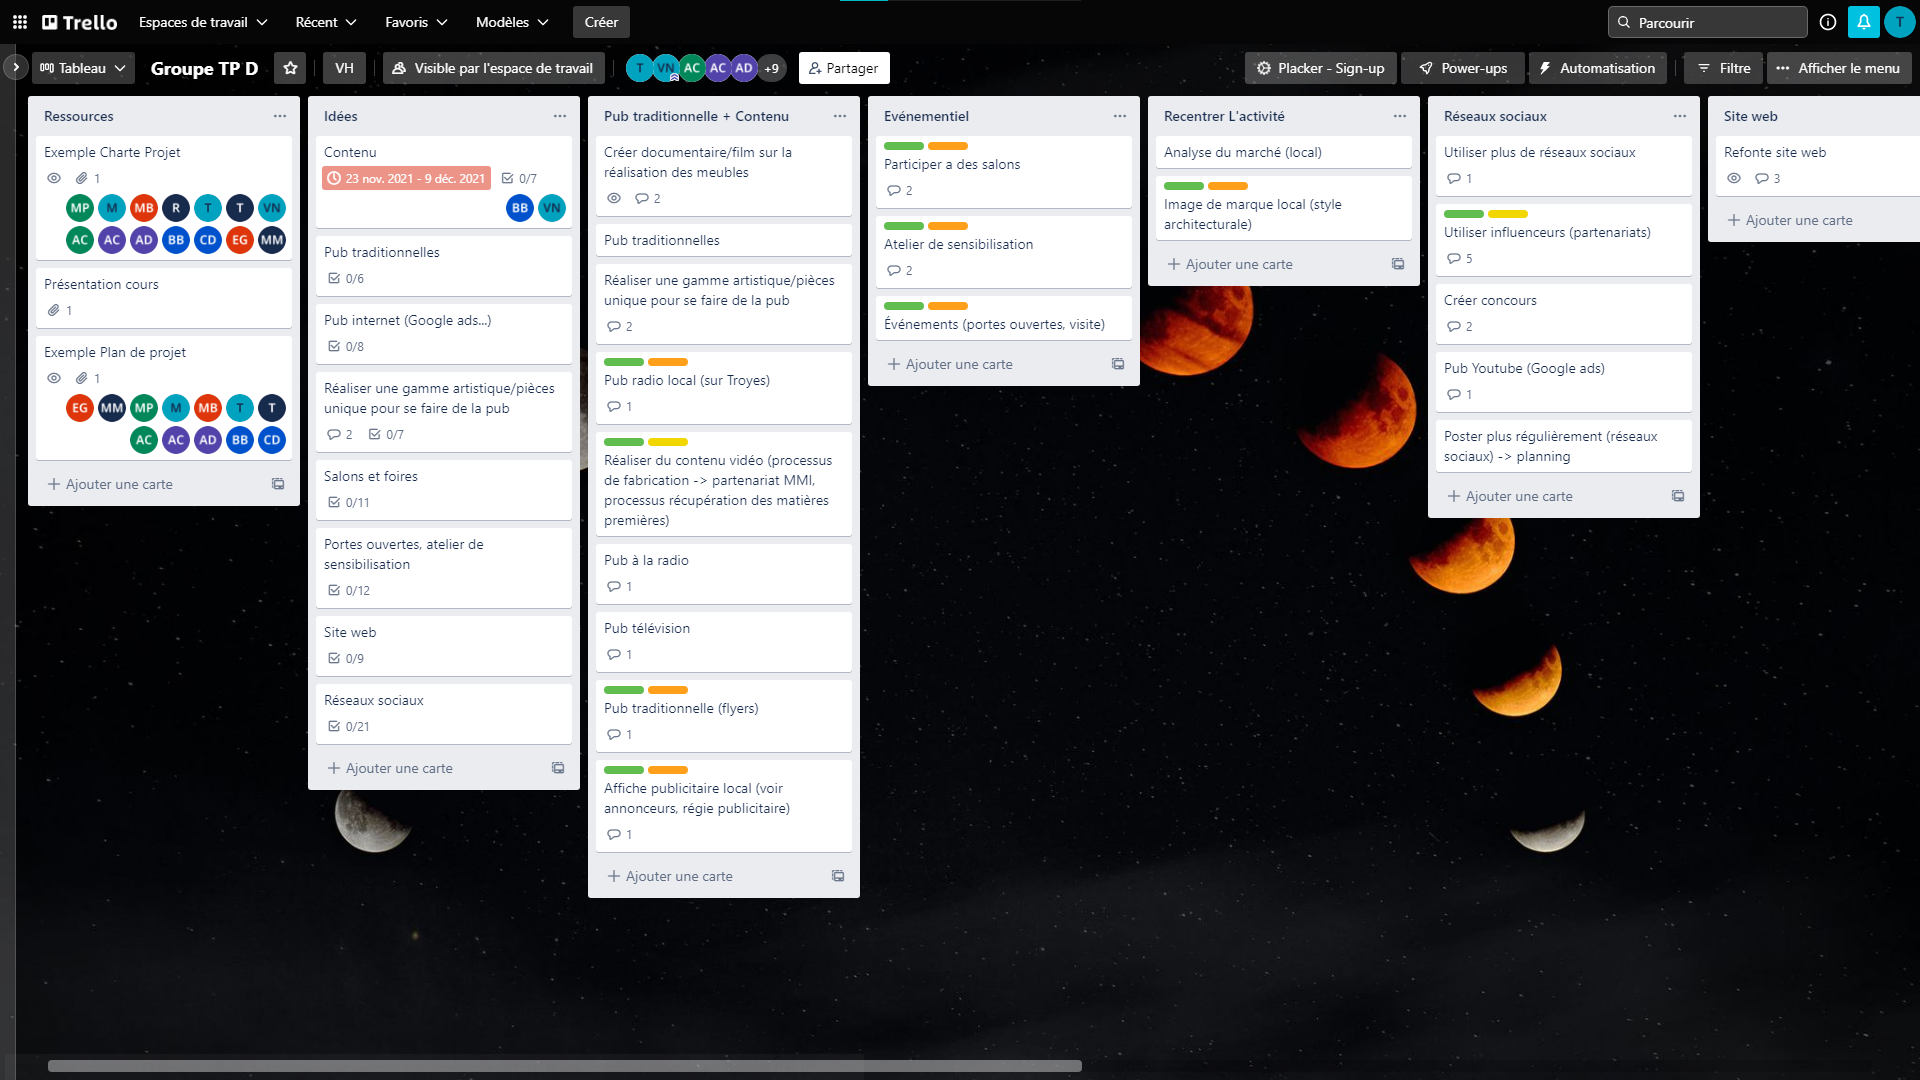 Trello
Espaces de travail
Récent
Favoris
Modèles
Créer
Parcourir
T
Tableau
Groupe TP D
VH
Visible par l'espace de travail
T VN AC AC AD +9
Partager
Placker - Sign-up
Power-ups
Automatisation
Filtre
Afficher le menu
Ressources
Exemple Charte Projet
1
MP M MB R T T VN
AC AC AD BB CD EG MM
Présentation cours
1
Exemple Plan de projet
1
EG MM MP M MB T T
AC AC AD BB CD
Ajouter une carte
Idées
Contenu
23 nov. 2021 - 9 déc. 2021 0/7
BB VN
Pub traditionnelles
0/6
Pub internet (Google ads...)
0/8
Réaliser une gamme artistique/pièces
unique pour se faire de la pub
2 0/7
Salons et foires
0/11
Portes ouvertes, atelier de
sensibilisation
0/12
Site web
0/9
Réseaux sociaux
0/21
Ajouter une carte
Pub traditionnelle + Contenu
Créer documentaire/film sur la
réalisation des meubles
2
Pub traditionnelles
Réaliser une gamme artistique/pièces
unique pour se faire de la pub
2
Pub radio local (sur Troyes)
1
Réaliser du contenu vidéo (processus
de fabrication -> partenariat MMI,
processus récupération des matières
premières)
Pub à la radio
1
Pub télévision
1
Pub traditionnelle (flyers)
1
Affiche publicitaire local (voir
annonceurs, régie publicitaire)
1
Ajouter une carte
Evénementiel
Participer a des salons
2
Atelier de sensibilisation
2
Événements (portes ouvertes, visite)
Ajouter une carte
Recentrer L'activité
Analyse du marché (local)
Image de marque local (style
architecturale)
Ajouter une carte
Réseaux sociaux
Utiliser plus de réseaux sociaux
1
Utiliser influenceurs (partenariats)
5
Créer concours
2
Pub Youtube (Google ads)
1
Poster plus régulièrement (réseaux
sociaux) -> planning
Ajouter une carte
Site web
Refonte site web
3
Ajouter une carte